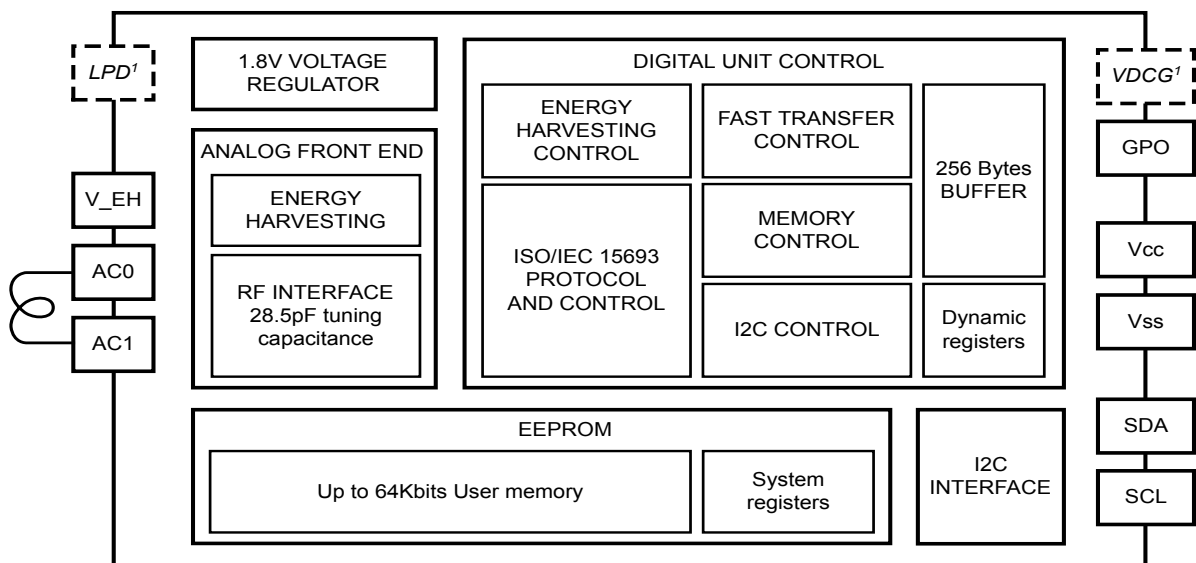 LPD¹
V_EH
AC0
AC1
1.8V VOLTAGE
REGULATOR
ANALOG FRONT END
ENERGY
HARVESTING
RF INTERFACE
28.5pF tuning
capacitance
DIGITAL UNIT CONTROL
ENERGY
HARVESTING
CONTROL
ISO/IEC 15693
PROTOCOL
AND CONTROL
FAST TRANSFER
CONTROL
MEMORY
CONTROL
I2C CONTROL
256 Bytes
BUFFER
Dynamic
registers
EEPROM
Up to 64Kbits User memory
System
registers
I2C
INTERFACE
VDCG¹
GPO
Vcc
Vss
SDA
SCL